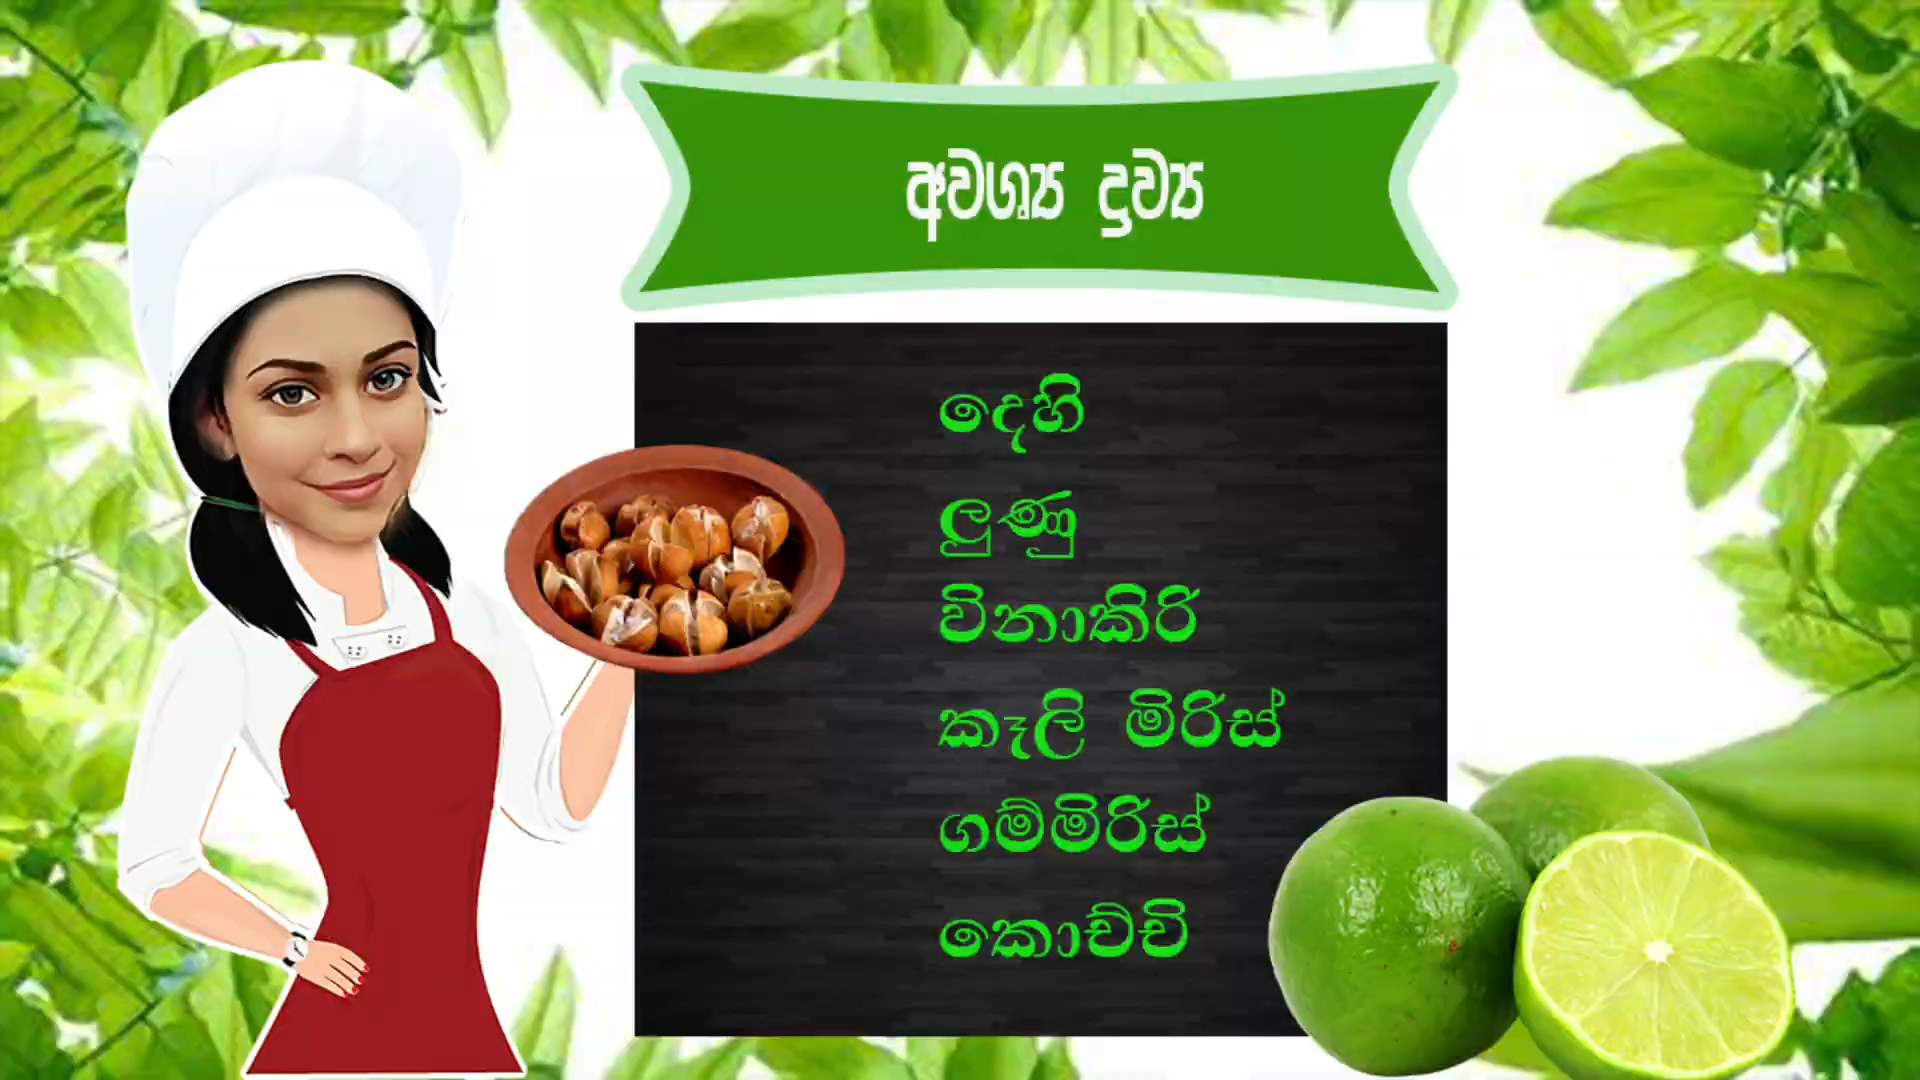 අවශ්‍ය ද්‍රව්‍ය
දෙහි
ලුණු
විනාකිරි
කෑලි මිරිස්
ගම්මිරිස්
කොච්චි